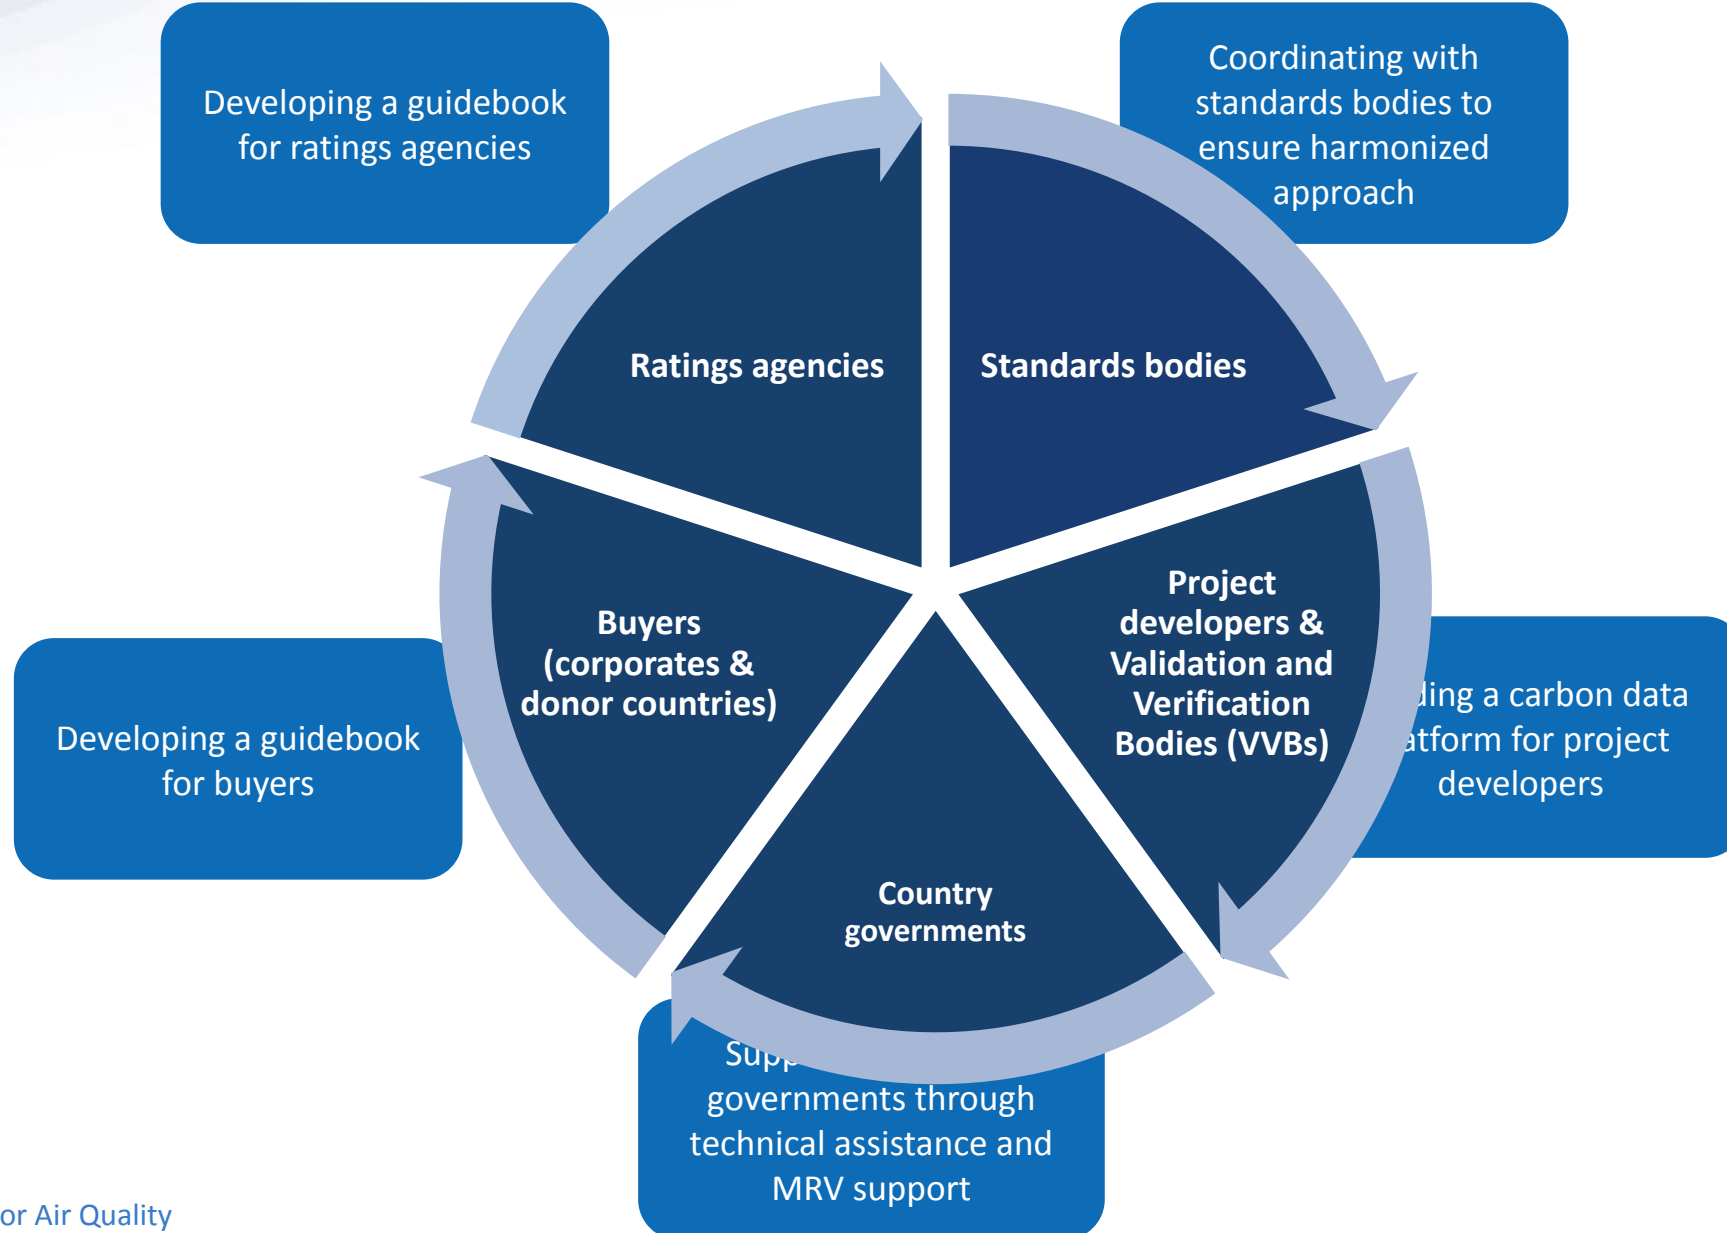 Developing a guidebook
for ratings agencies
Coordinating with
standards bodies to
ensure harmonized
approach
Ratings agencies
Standards bodies
Project
developers &
Validation and
Verification
Bodies (VVBs)
Buyers
(corporates &
donor countries)
Developing a guidebook
for buyers
a carbon data
for project
developers
Country
governments
governments through
technical assistance and
MRV support
or Air Quality